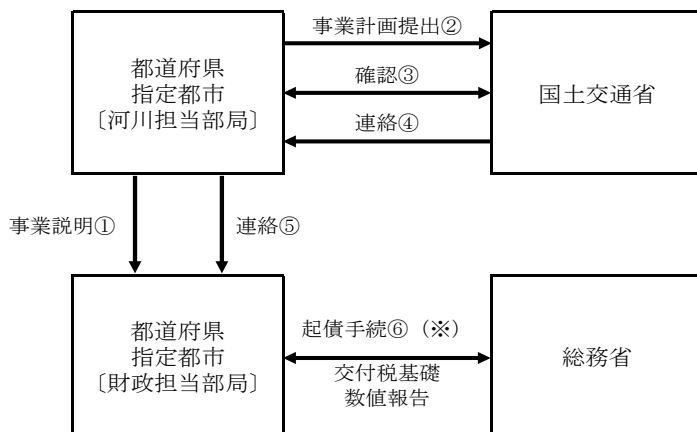 事業計画提出②
都道府県
指定都市
〔河川担当部局〕
確認③
国土交通省
連絡④
事業説明①
連絡⑤
都道府県
指定都市
〔財政担当部局〕
起債手続⑥（※）
交付税基礎
数値報告
総務省